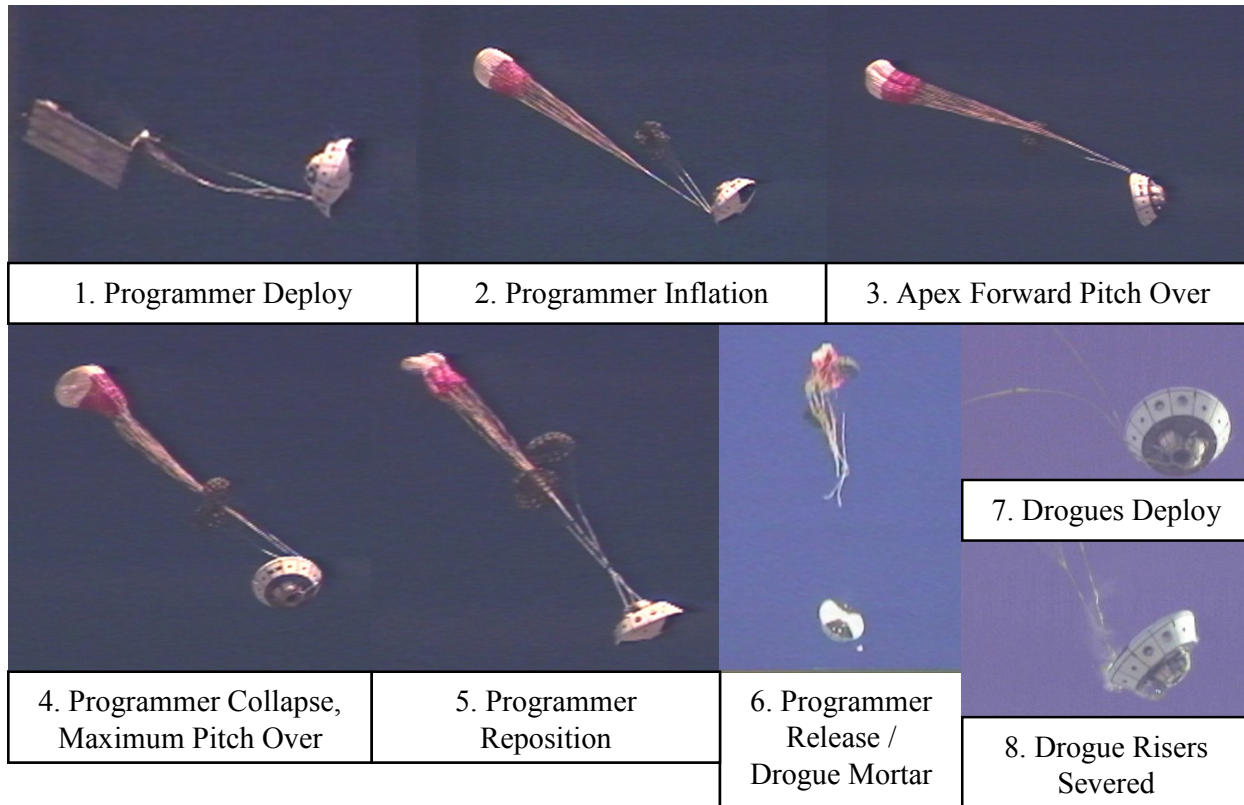 1. Programmer Deploy
2. Programmer Inflation
3. Apex Forward Pitch Over
4. Programmer Collapse,
Maximum Pitch Over
5. Programmer
Reposition
6. Programmer
Release /
Drogue Mortar
7. Drogues Deploy
8. Drogue Risers
Severed